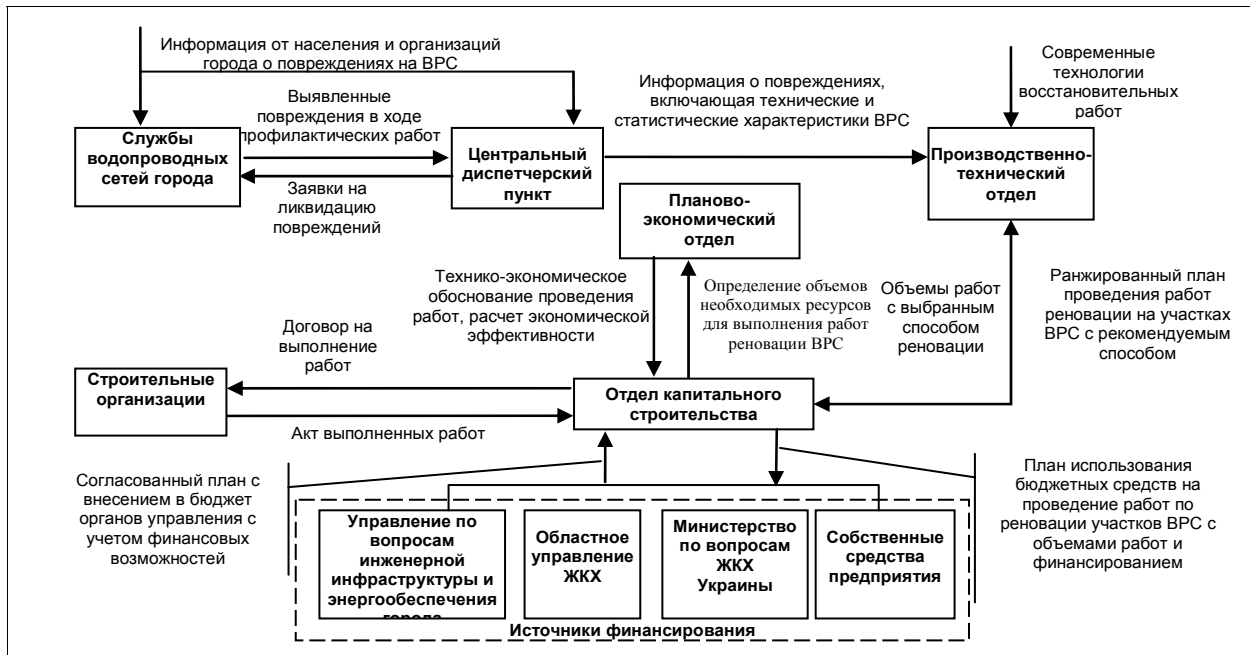 Информация от населения и организаций
города о повреждениях на ВРС
Выявленные
повреждения в ходе
профилактических работ
Информация о повреждениях,
включающая технические и
статистические характеристики ВРС
Современные
технологии
восстановительных
работ
Службы
водопроводных
сетей города
Центральный
диспетчерский
пункт
Производственно-
технический
отдел
Заявки на
ликвидацию
повреждений
Планово-
экономический
отдел
Технико-экономическое
обоснование проведения
работ, расчет экономической
эффективности
Определение объемов
необходимых ресурсов
для выполнения работ
реновации ВРС
Объемы работ
с выбранным
способом
реновации
Ранжированный план
проведения работ
реновации на участках
ВРС с рекомендуемым
способом
Договор на
выполнение
работ
Строительные
организации
Отдел капитального
строительства
Акт выполненных работ
Согласованный план с
внесением в бюджет
органов управления с
учетом финансовых
возможностей
План использования
бюджетных средств на
проведение работ по
реновации участков ВРС с
объемами работ и
финансированием
Управление по
вопросам
инженерной
инфраструктуры и
энергообеспечения
города
Областное
управление
ЖКХ
Министерство
по вопросам
ЖКХ
Украины
Собственные
средства
предприятия
Источники финансирования